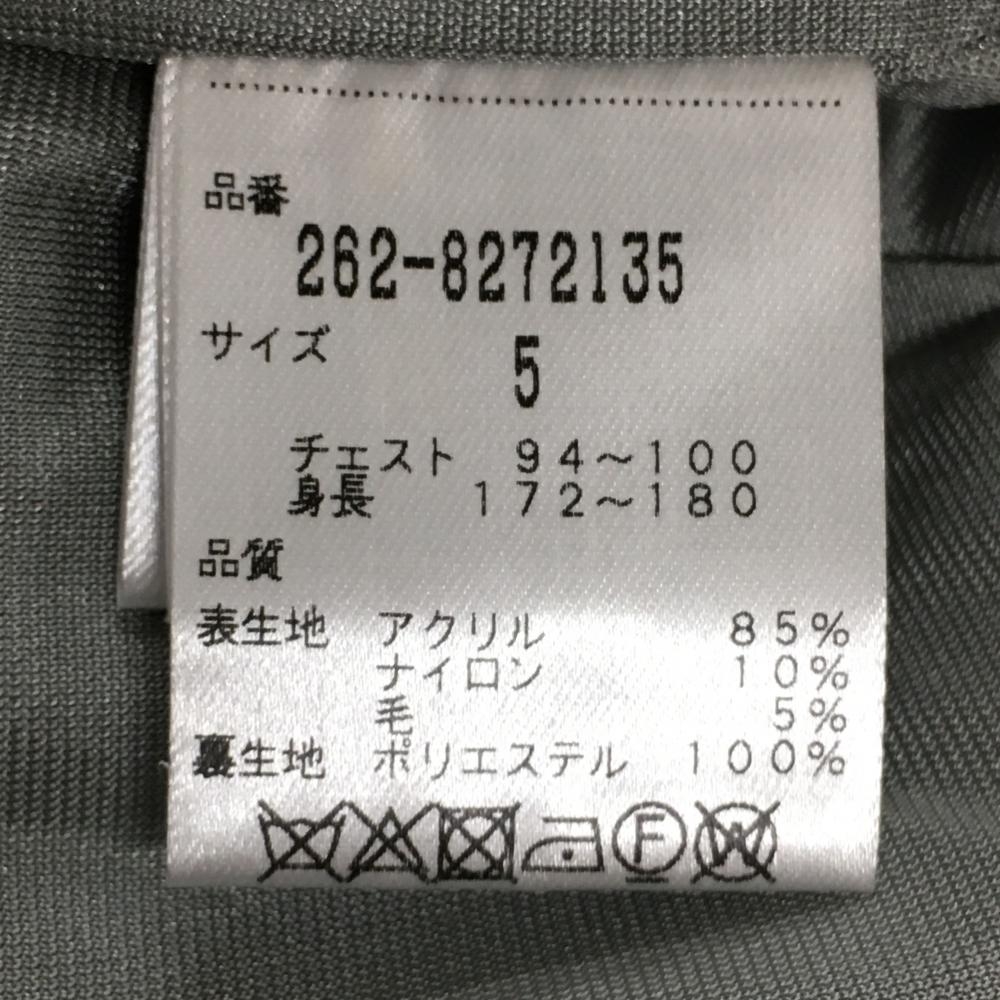 品番
262-8272135
サイズ 5
チェスト 94~100
身長 172~180
品質
表生地 アクリル 85%
ナイロン 10%
毛 5%
裏生地 ポリエステル 100%
F W